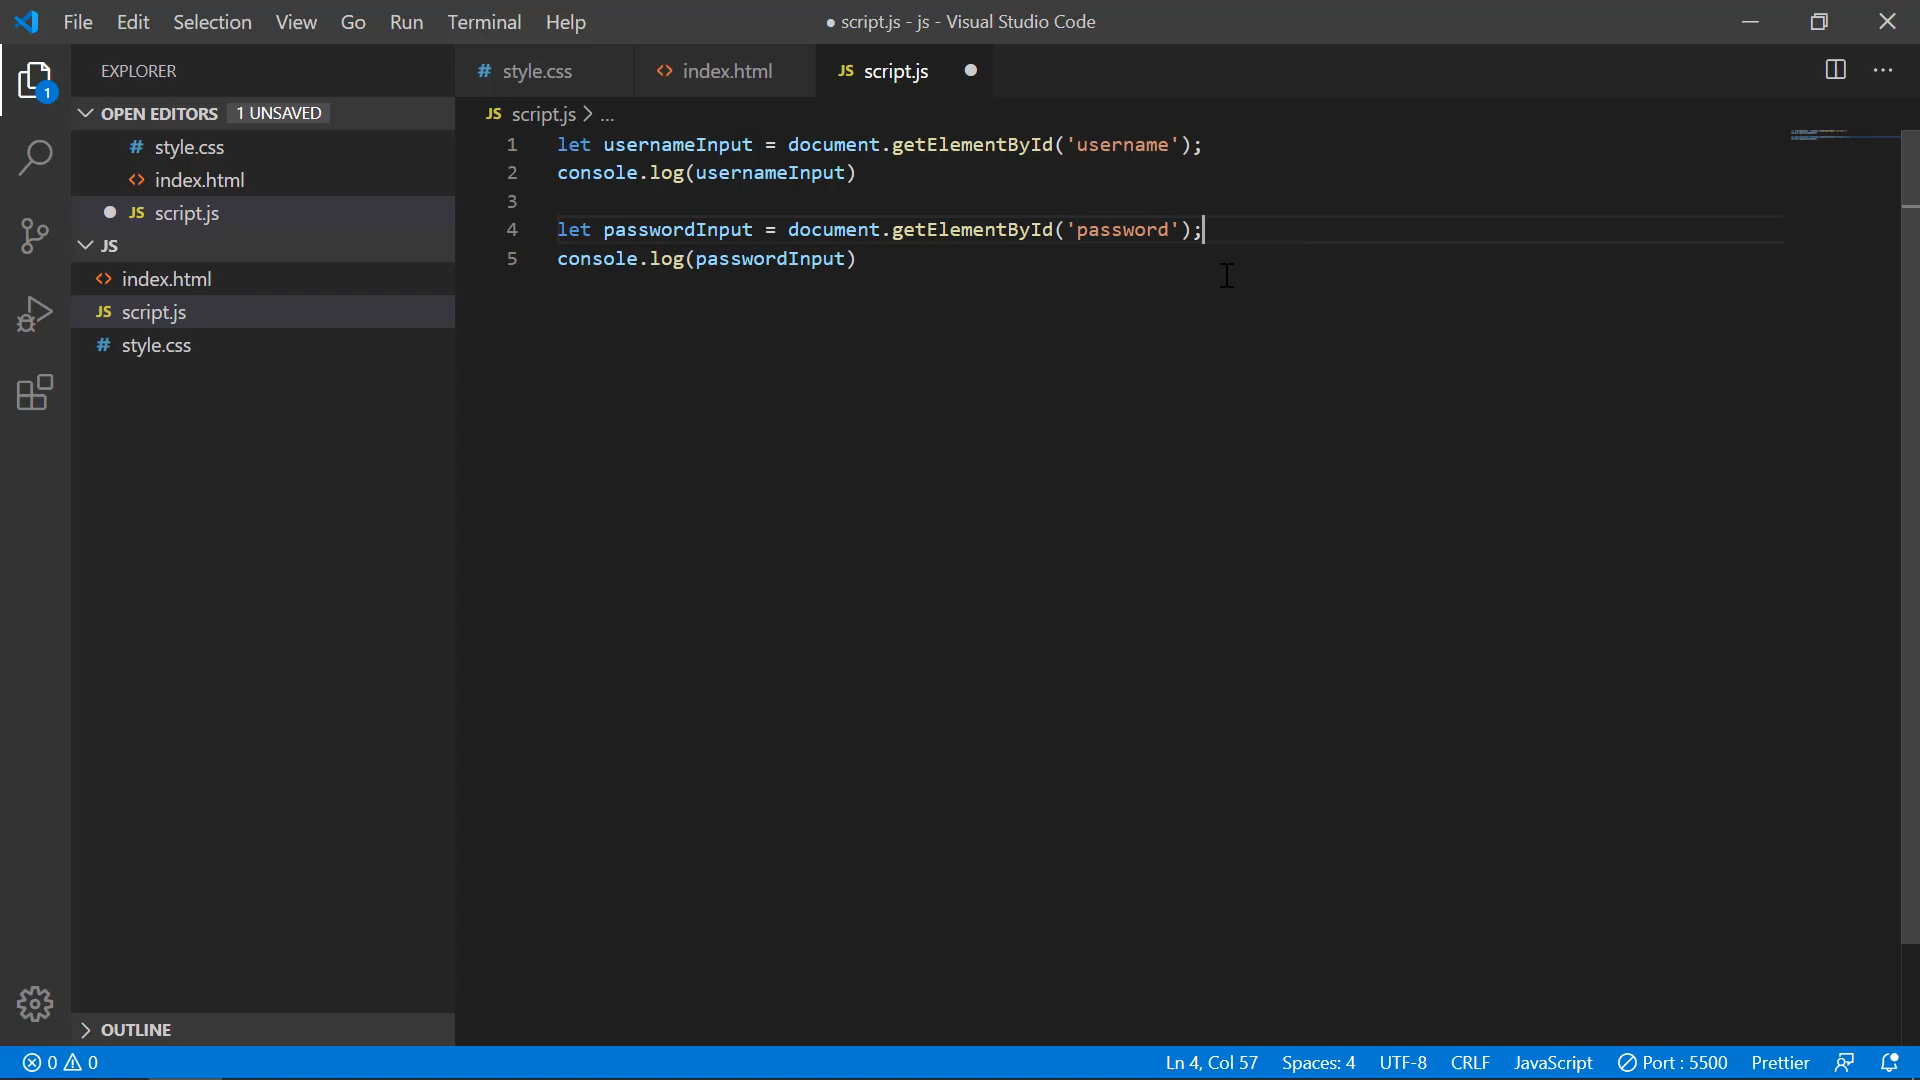 File Edit Selection View Go Run Terminal Help
● script.js - js - Visual Studio Code
EXPLORER
OPEN EDITORS 1 UNSAVED
# style.css
<> index.html
● JS script.js
JS
<> index.html
JS script.js
# style.css
OUTLINE
1
# style.css <> index.html JS script.js ●
JS script.js > ...
1 let usernameInput = document.getElementById('username');
2 console.log(usernameInput)
3
4 let passwordInput = document.getElementById('password');
5 console.log(passwordInput)
0 0 Ln 4, Col 57 Spaces: 4 UTF-8 CRLF JavaScript Port : 5500 Prettier